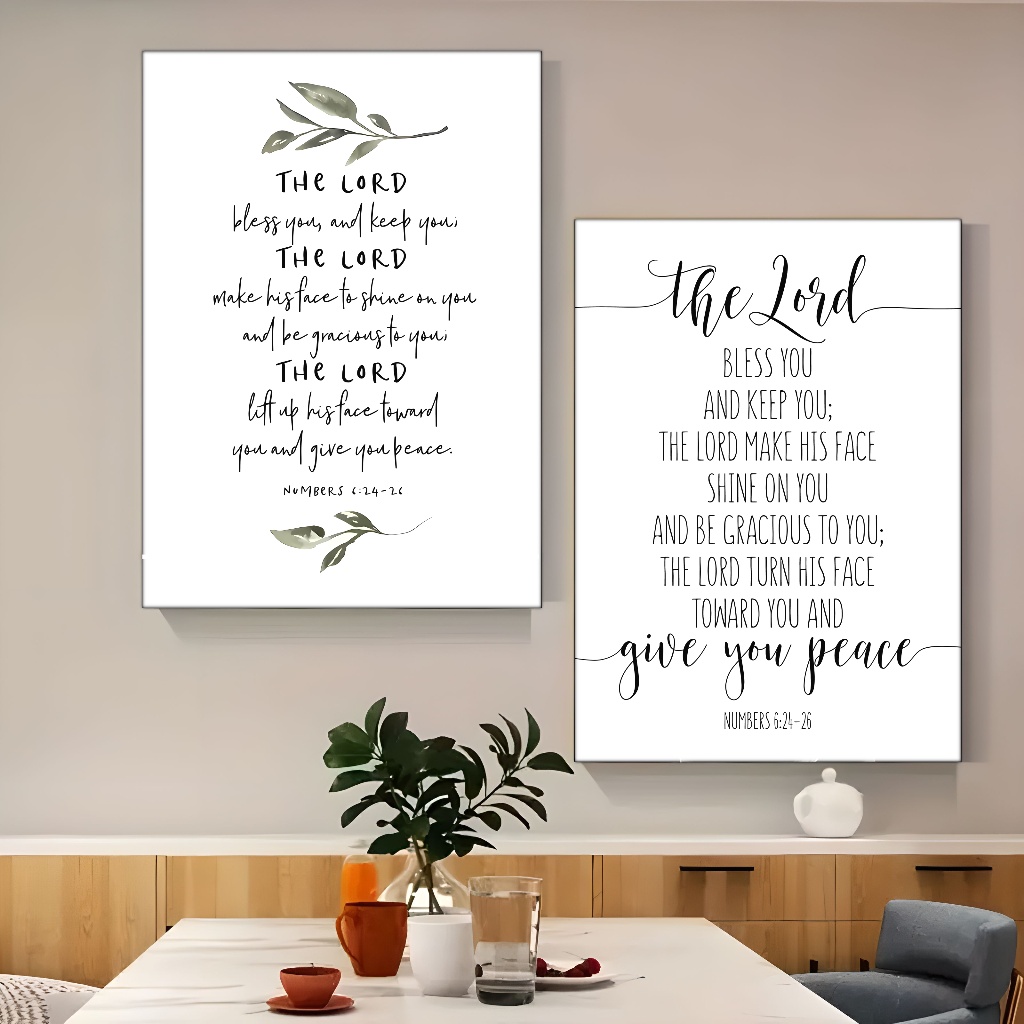 THe LORD
bless you, and keep you;
THe LORD
make his face to shine on you
and be gracious to you;
THe LORD
lift up his face toward
you and give you peace.
NUMBERS 6:24-26
the Lord
BLESS YOU
AND KEEP YOU;
THE LORD MAKE HIS FACE
SHINE ON YOU
AND BE GRACIOUS TO YOU;
THE LORD TURN HIS FACE
TOWARD YOU AND
give you peace
NUMBERS 6:24-26